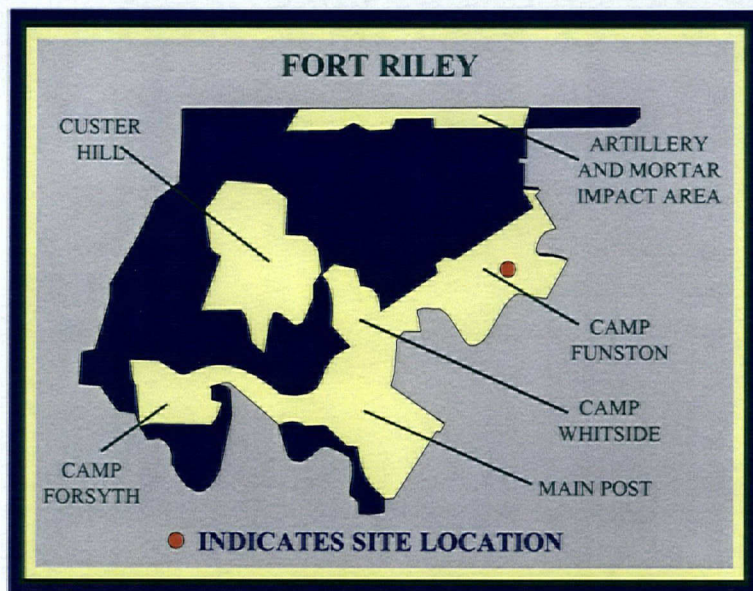 FORT RILEY
CUSTER
HILL
ARTILLERY
AND MORTAR
IMPACT AREA
CAMP
FUNSTON
CAMP
WHITSIDE
CAMP
FORSYTH
MAIN POST
INDICATES SITE LOCATION